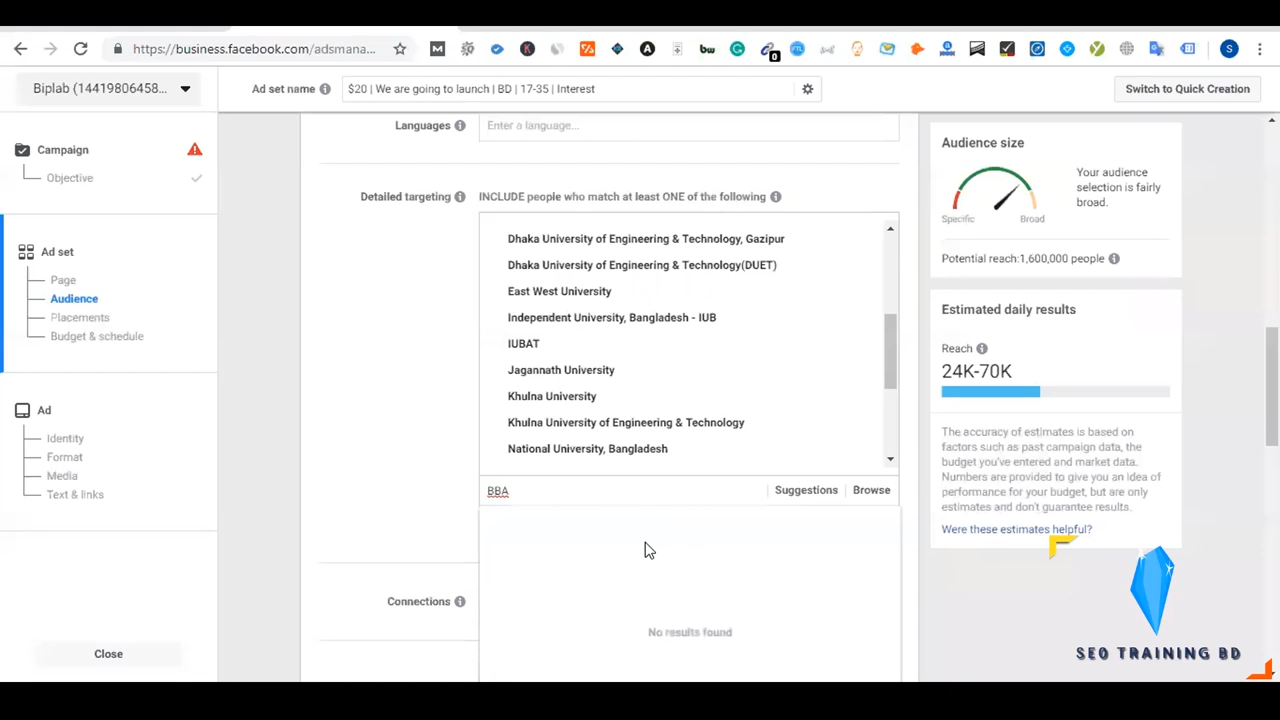 https://business.facebook.com/adsmana...
M
K
A
bw
0
FTL
S
Biplab (14419806458...
Ad set name
$20 | We are going to launch | BD | 17-35 | Interest
Switch to Quick Creation
Campaign
Objective
Ad set
Page
Audience
Placements
Budget & schedule
Ad
Identity
Format
Media
Text & links
Close
Languages
Enter a language...
Detailed targeting
INCLUDE people who match at least ONE of the following
Dhaka University of Engineering & Technology, Gazipur
Dhaka University of Engineering & Technology(DUET)
East West University
Independent University, Bangladesh - IUB
IUBAT
Jagannath University
Khulna University
Khulna University of Engineering & Technology
National University, Bangladesh
BBA
Suggestions
Browse
No results found
Connections
Audience size
Specific
Broad
Your audience
selection is fairly
broad.
Potential reach:1,600,000 people
Estimated daily results
Reach
24K-70K
The accuracy of estimates is based on
factors such as past campaign data, the
budget you've entered and market data.
Numbers are provided to give you an idea of
performance for your budget, but are only
estimates and don't guarantee results.
Were these estimates helpful?
SEO TRAINING BD